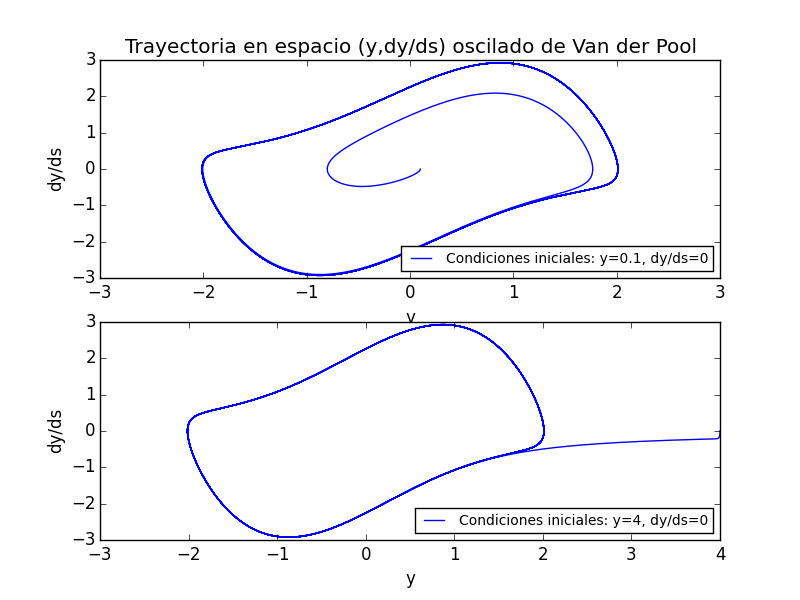 Trayectoria en espacio (y,dy/ds) oscilado de Van der Pool
3
2
1
0
−1
−2
−3
dy/ds
Condiciones iniciales: y=0.1, dy/ds=0
−3 −2 −1 0 1 2 3
y
3
2
1
0
−1
−2
−3
dy/ds
Condiciones iniciales: y=4, dy/ds=0
−3 −2 −1 0 1 2 3 4
y